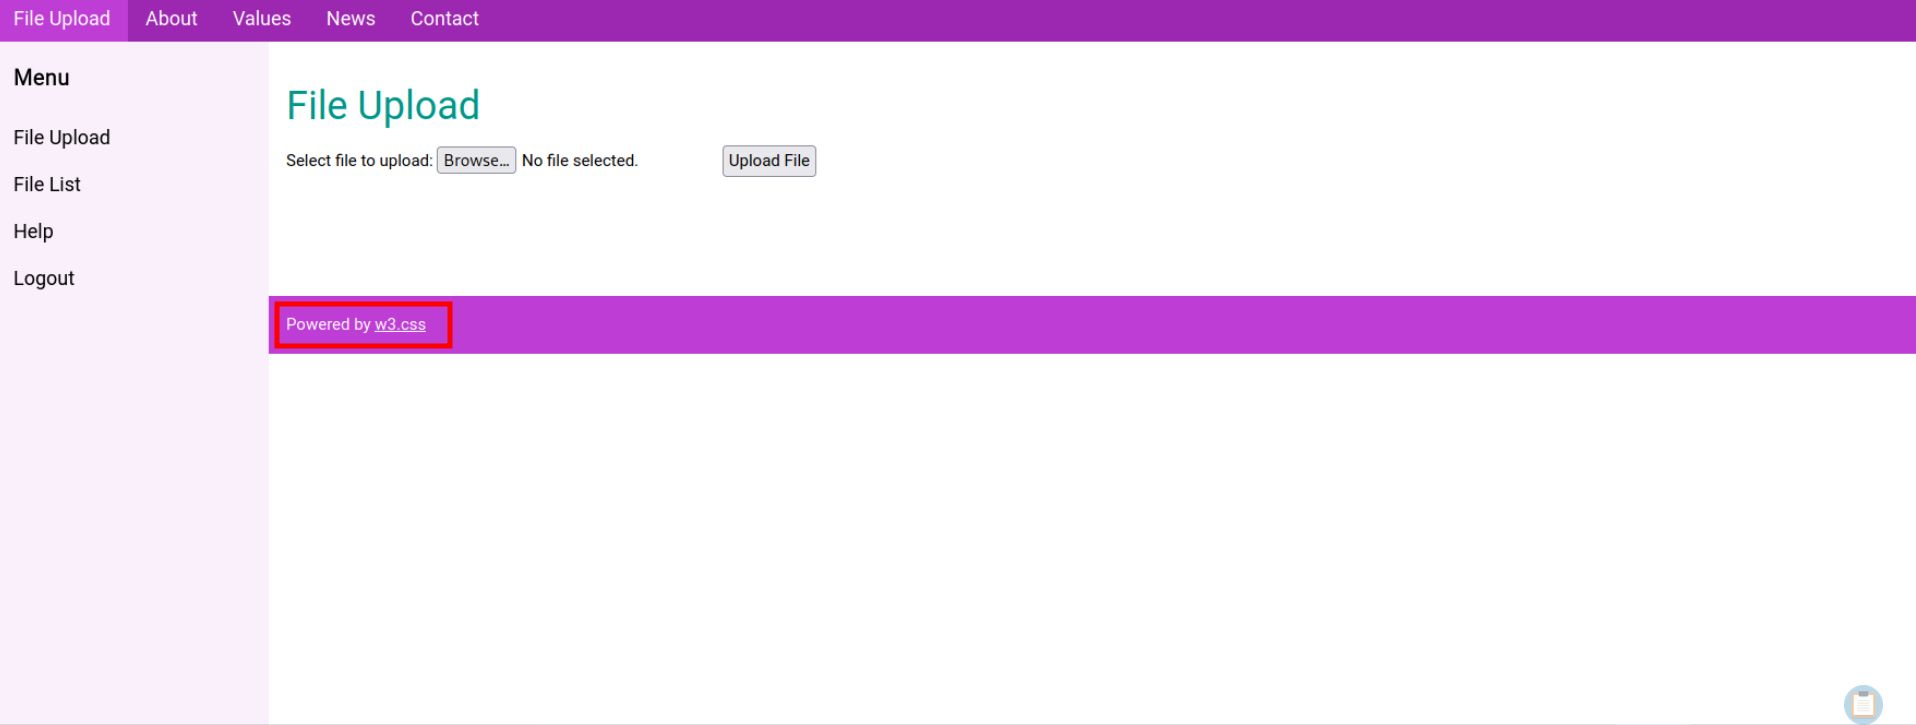 File Upload About Values News Contact
Menu
File Upload
File List
Help
Logout
File Upload
Select file to upload: Browse... No file selected. Upload File
Powered by w3.css